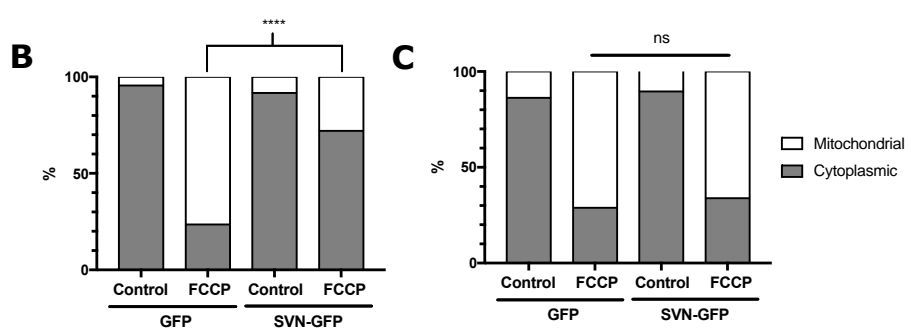 B
****
100
50
0
%
Control FCCP Control FCCP
GFP SVN-GFP
C
ns
100
50
0
%
Control FCCP Control FCCP
GFP SVN-GFP
Mitochondrial
Cytoplasmic